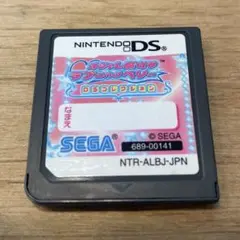 NINTENDO DS
なまえ
SEGA
© SEGA
689-00141
NTR-ALBJ-JPN